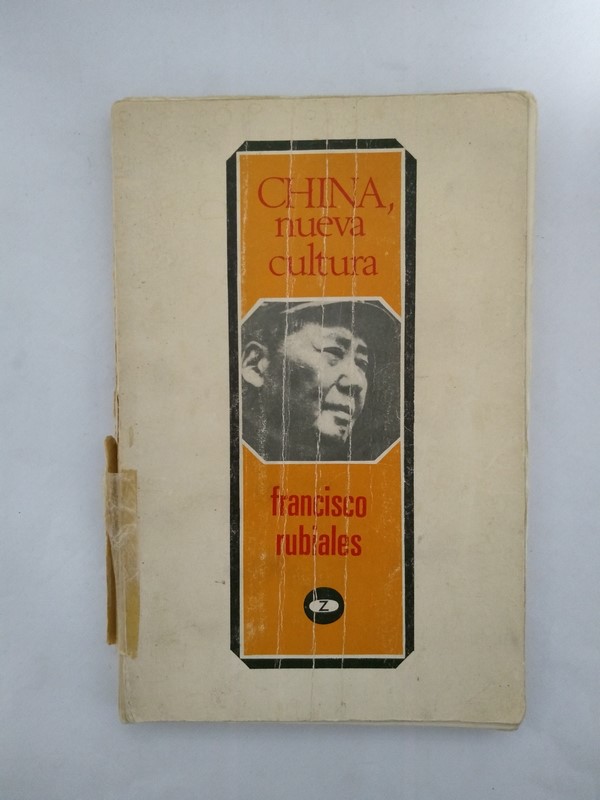 CHINA,
nueva
cultura
francisco
rubiales
Z